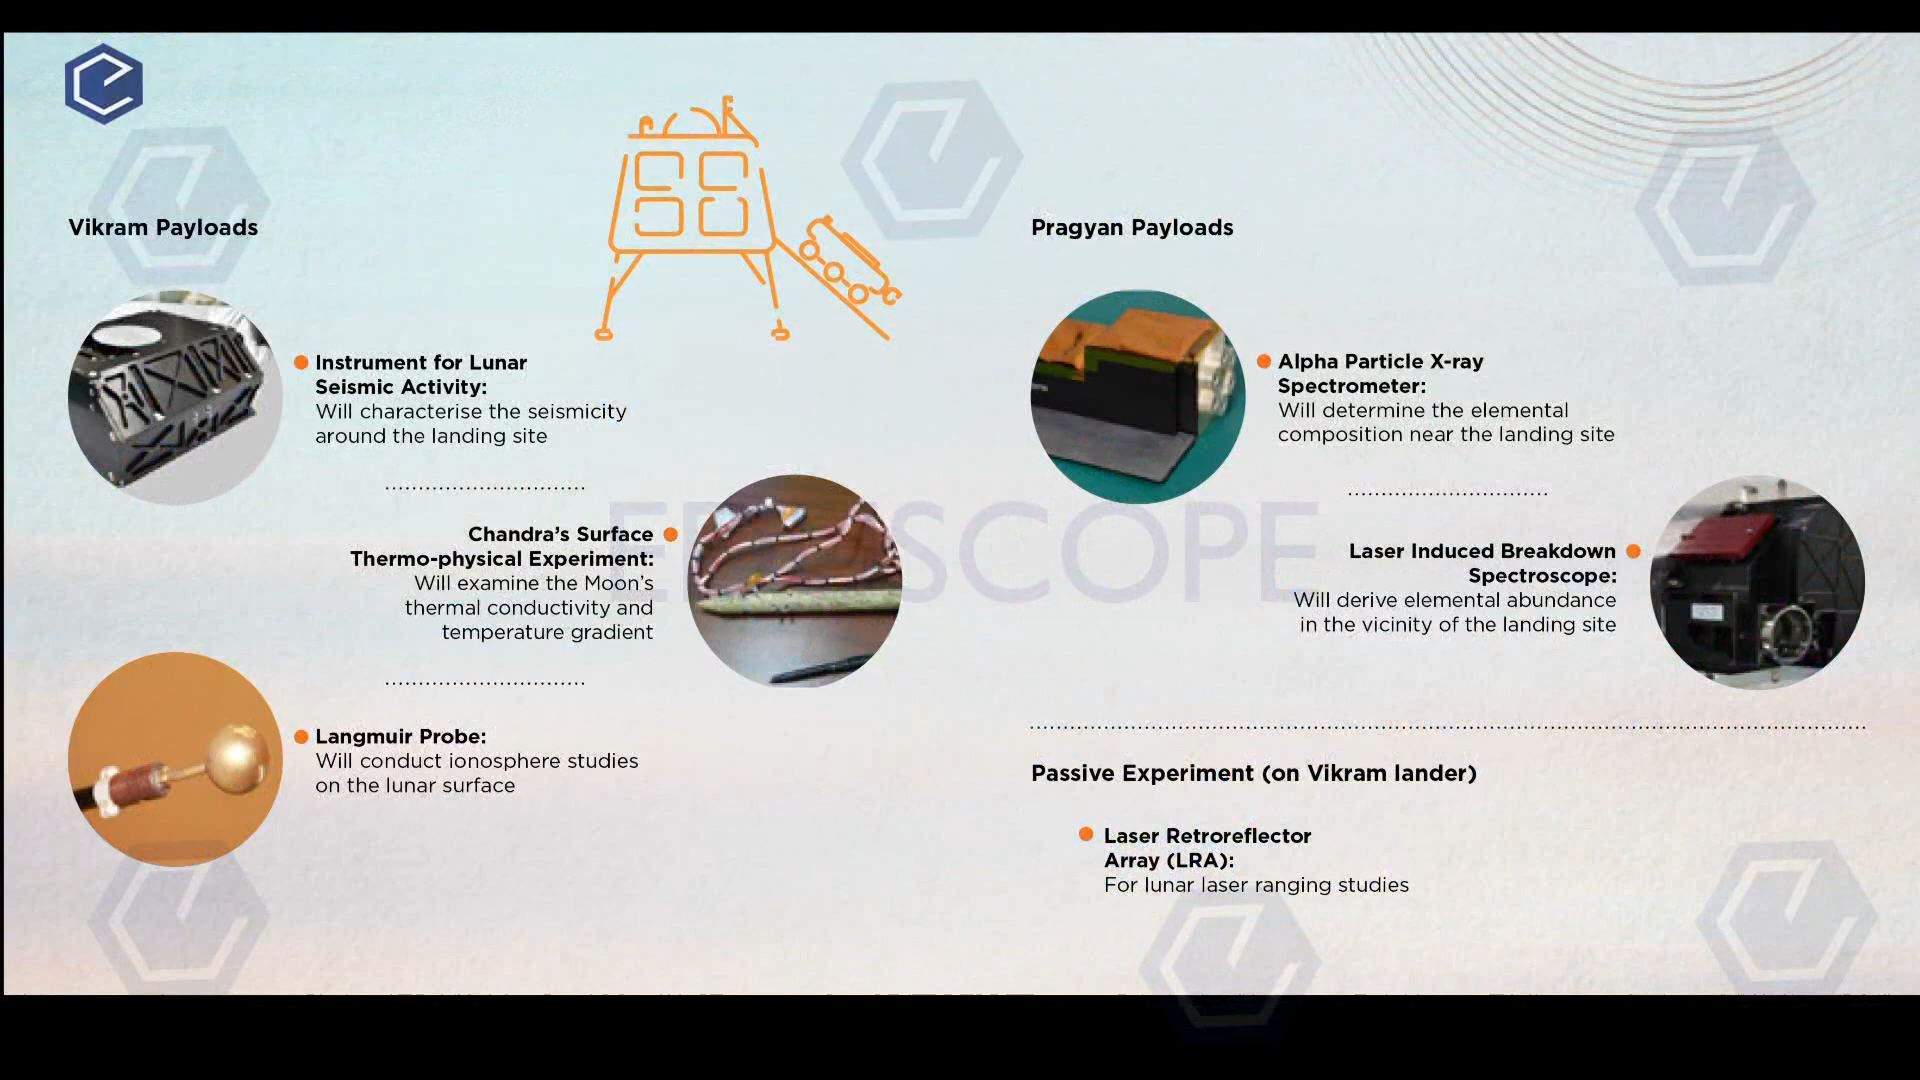 Vikram Payloads
Instrument for Lunar
Seismic Activity:
Will characterise the seismicity
around the landing site
Chandra's Surface
Thermo-physical Experiment:
Will examine the Moon's
thermal conductivity and
temperature gradient
Langmuir Probe:
Will conduct ionosphere studies
on the lunar surface
Pragyan Payloads
Alpha Particle X-ray
Spectrometer:
Will determine the elemental
composition near the landing site
Laser Induced Breakdown
Spectroscope:
Will derive elemental abundance
in the vicinity of the landing site
Passive Experiment (on Vikram lander)
Laser Retroreflector
Array (LRA):
For lunar laser ranging studies